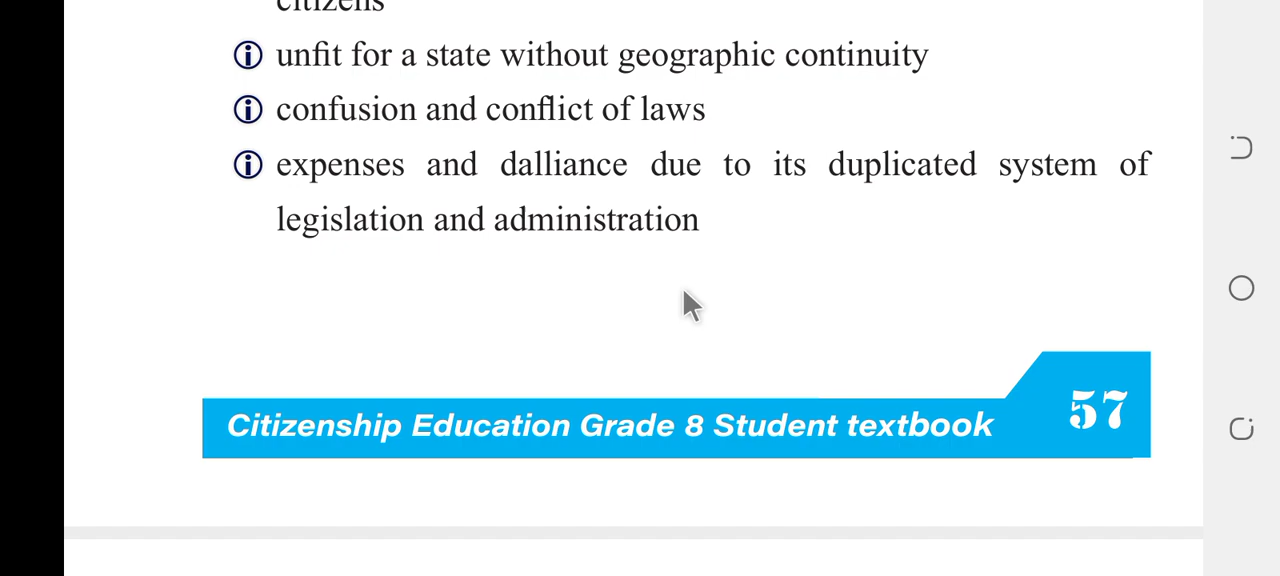 citizens
unfit for a state without geographic continuity
confusion and conflict of laws
expenses and dalliance due to its duplicated system of
legislation and administration
Citizenship Education Grade 8 Student textbook
57